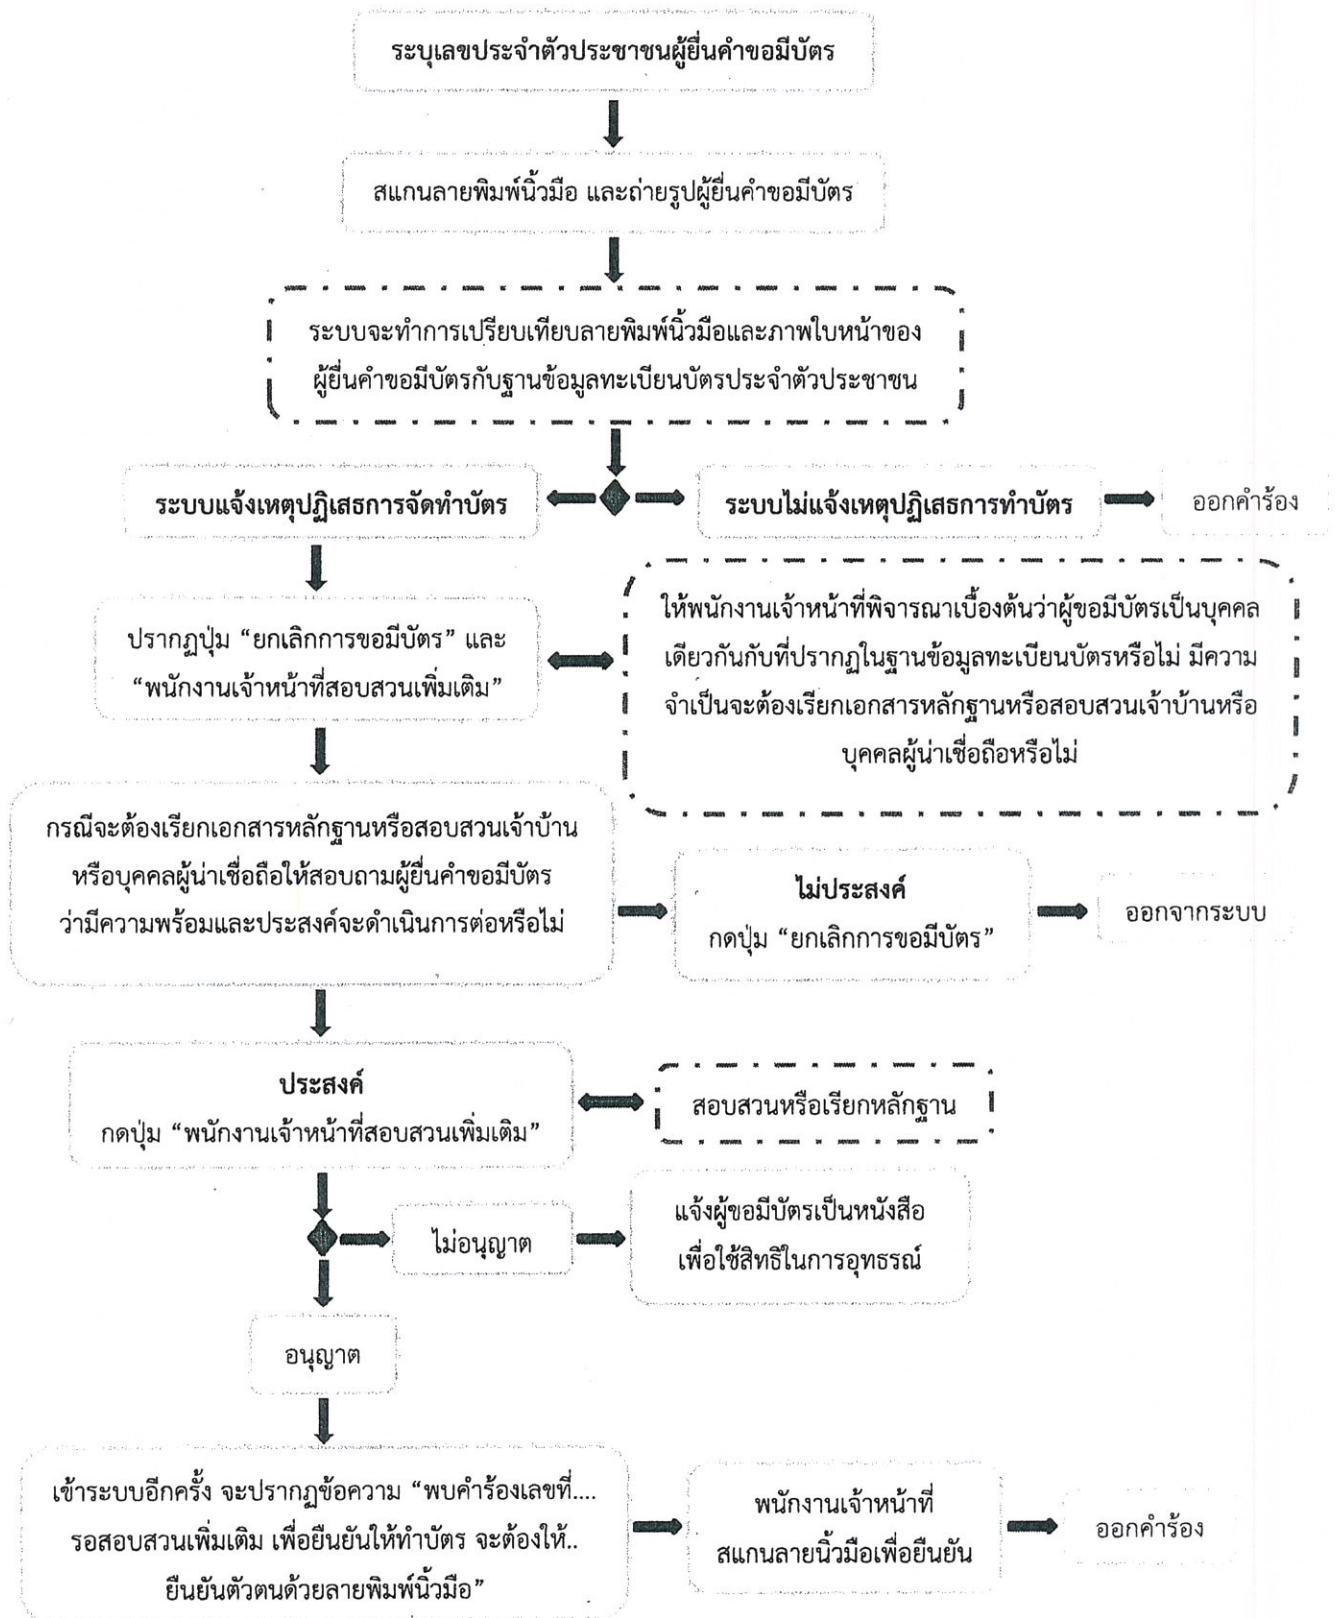 ระบุเลขประจำตัวประชาชนผู้ยื่นคำขอมีบัตร
สแกนลายพิมพ์นิ้วมือ และถ่ายรูปผู้ยื่นคำขอมีบัตร
ระบบจะทำการเปรียบเทียบลายพิมพ์นิ้วมือและภาพใบหน้าของ
ผู้ยื่นคำขอมีบัตรกับฐานข้อมูลทะเบียนบัตรประจำตัวประชาชน
ระบบแจ้งเหตุปฏิเสธการจัดทำบัตร
ระบบไม่แจ้งเหตุปฏิเสธการทำบัตร
ออกคำร้อง
ปรากฏปุ่ม “ยกเลิกการขอมีบัตร” และ
“พนักงานเจ้าหน้าที่สอบสวนเพิ่มเติม”
ให้พนักงานเจ้าหน้าที่พิจารณาเบื้องต้นว่าผู้ขอมีบัตรเป็นบุคคล
เดียวกันกับที่ปรากฏในฐานข้อมูลทะเบียนบัตรหรือไม่ มีความ
จำเป็นจะต้องเรียกเอกสารหลักฐานหรือสอบสวนเจ้าบ้านหรือ
บุคคลผู้น่าเชื่อถือหรือไม่
กรณีจะต้องเรียกเอกสารหลักฐานหรือสอบสวนเจ้าบ้าน
หรือบุคคลผู้น่าเชื่อถือให้สอบถามผู้ยื่นคำขอมีบัตร
ว่ามีความพร้อมและประสงค์จะดำเนินการต่อหรือไม่
ไม่ประสงค์
กดปุ่ม “ยกเลิกการขอมีบัตร”
ออกจากระบบ
ประสงค์
กดปุ่ม “พนักงานเจ้าหน้าที่สอบสวนเพิ่มเติม”
สอบสวนหรือเรียกหลักฐาน
ไม่อนุญาต
แจ้งผู้ขอมีบัตรเป็นหนังสือ
เพื่อใช้สิทธิในการอุทธรณ์
อนุญาต
เข้าระบบอีกครั้ง จะปรากฏข้อความ “พบคำร้องเลขที่....
รอสอบสวนเพิ่มเติม เพื่อยืนยันให้ทำบัตร จะต้องให้..
ยืนยันตัวตนด้วยลายพิมพ์นิ้วมือ”
พนักงานเจ้าหน้าที่
สแกนลายนิ้วมือเพื่อยืนยัน
ออกคำร้อง